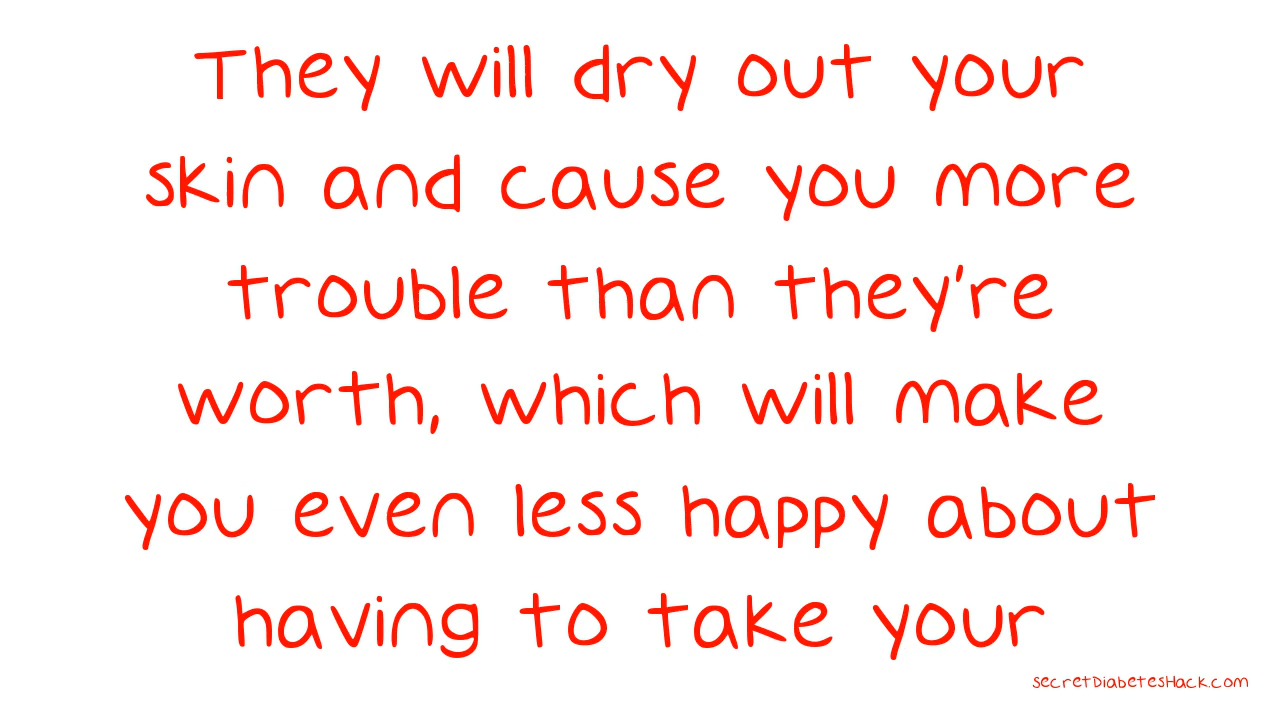 They will dry out your
skin and cause you more
trouble than they're
worth, which will make
you even less happy about
having to take your
secretDiabetesHack.com